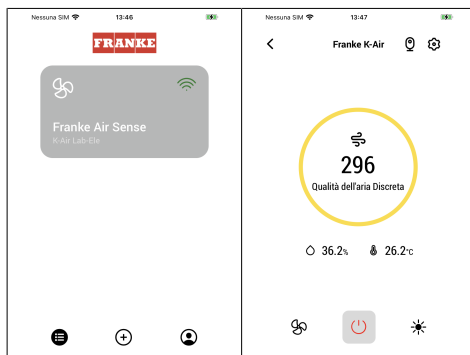 Nessuna SIM 13:46
FRANKE
Franke Air Sense
K-Air Lab-Ele
Nessuna SIM 13:47
Franke K-Air
296
Qualità dell'aria Discreta
36.2% 26.2°C